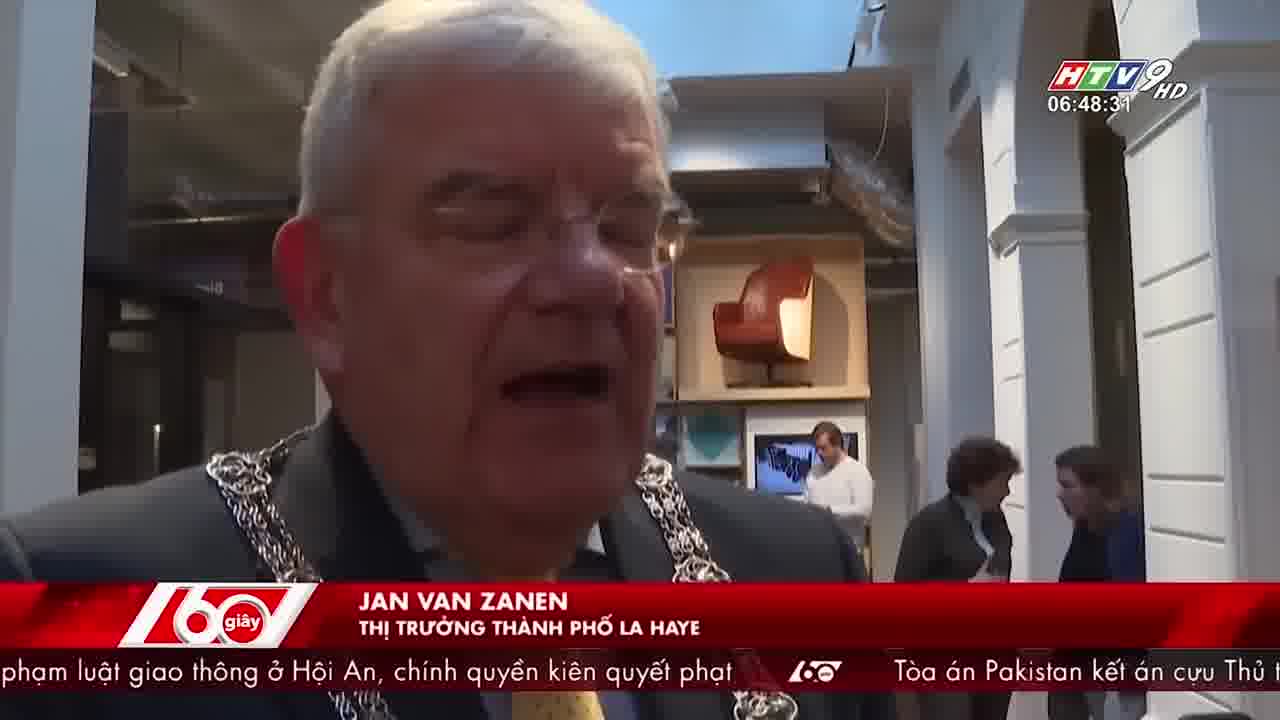 HTV9 HD
06:48:31
60 giây
JAN VAN ZANEN
THỊ TRƯỞNG THÀNH PHỐ LA HAYE
phạm luật giao thông ở Hội An, chính quyền kiên quyết phạt 60 Tòa án Pakistan kết án cựu Thủ t